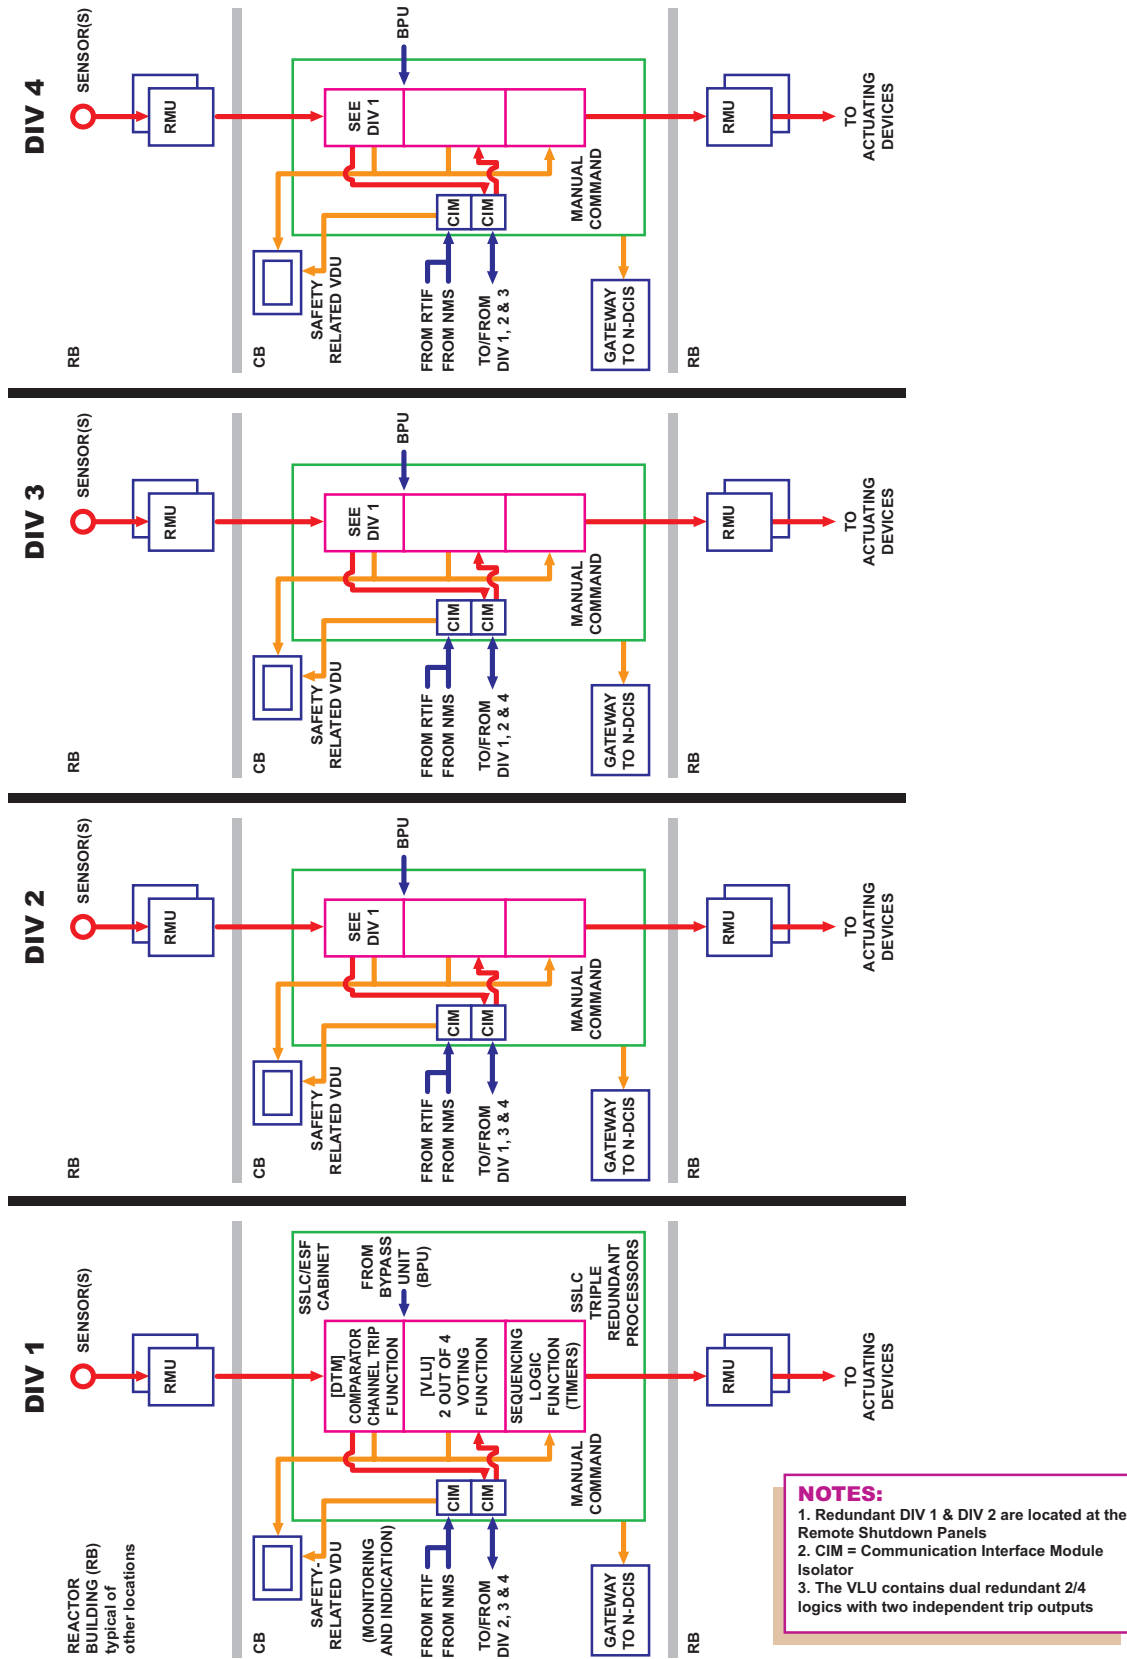 DIV 1
SENSOR(S)
REACTOR
BUILDING (RB)
typical of
other locations
RMU
CB
SAFETY-
RELATED VDU
SSLC/ESF
CABINET
FROM
BYPASS
UNIT
(BPU)
[DTM]
COMPARATOR
CHANNEL TRIP
FUNCTION
[VLU]
2 OUT OF 4
VOTING
FUNCTION
SEQUENCING
LOGIC
FUNCTION
(TIMERS)
SSLC
TRIPLE
REDUNDANT
PROCESSORS
(MONITORING
AND INDICATION)
CIM
CIM
FROM RTIF
FROM NMS
TO/FROM
DIV 2, 3 & 4
MANUAL
COMMAND
GATEWAY
TO N-DCIS
RB
RMU
TO
ACTUATING
DEVICES
DIV 2
SENSOR(S)
RB
RMU
CB
SAFETY
RELATED VDU
BPU
SEE
DIV 1
CIM
CIM
FROM RTIF
FROM NMS
TO/FROM
DIV 1, 3 & 4
MANUAL
COMMAND
GATEWAY
TO N-DCIS
RB
RMU
TO
ACTUATING
DEVICES
DIV 3
SENSOR(S)
RB
RMU
CB
SAFETY
RELATED VDU
BPU
SEE
DIV 1
CIM
CIM
FROM RTIF
FROM NMS
TO/FROM
DIV 1, 2 & 4
MANUAL
COMMAND
GATEWAY
TO N-DCIS
RB
RMU
TO
ACTUATING
DEVICES
DIV 4
SENSOR(S)
RB
RMU
CB
SAFETY
RELATED VDU
BPU
SEE
DIV 1
CIM
CIM
FROM RTIF
FROM NMS
TO/FROM
DIV 1, 2 & 3
MANUAL
COMMAND
GATEWAY
TO N-DCIS
RB
RMU
TO
ACTUATING
DEVICES
NOTES:
1. Redundant DIV 1 & DIV 2 are located at the
Remote Shutdown Panels
2. CIM = Communication Interface Module
Isolator
3. The VLU contains dual redundant 2/4
logics with two independent trip outputs